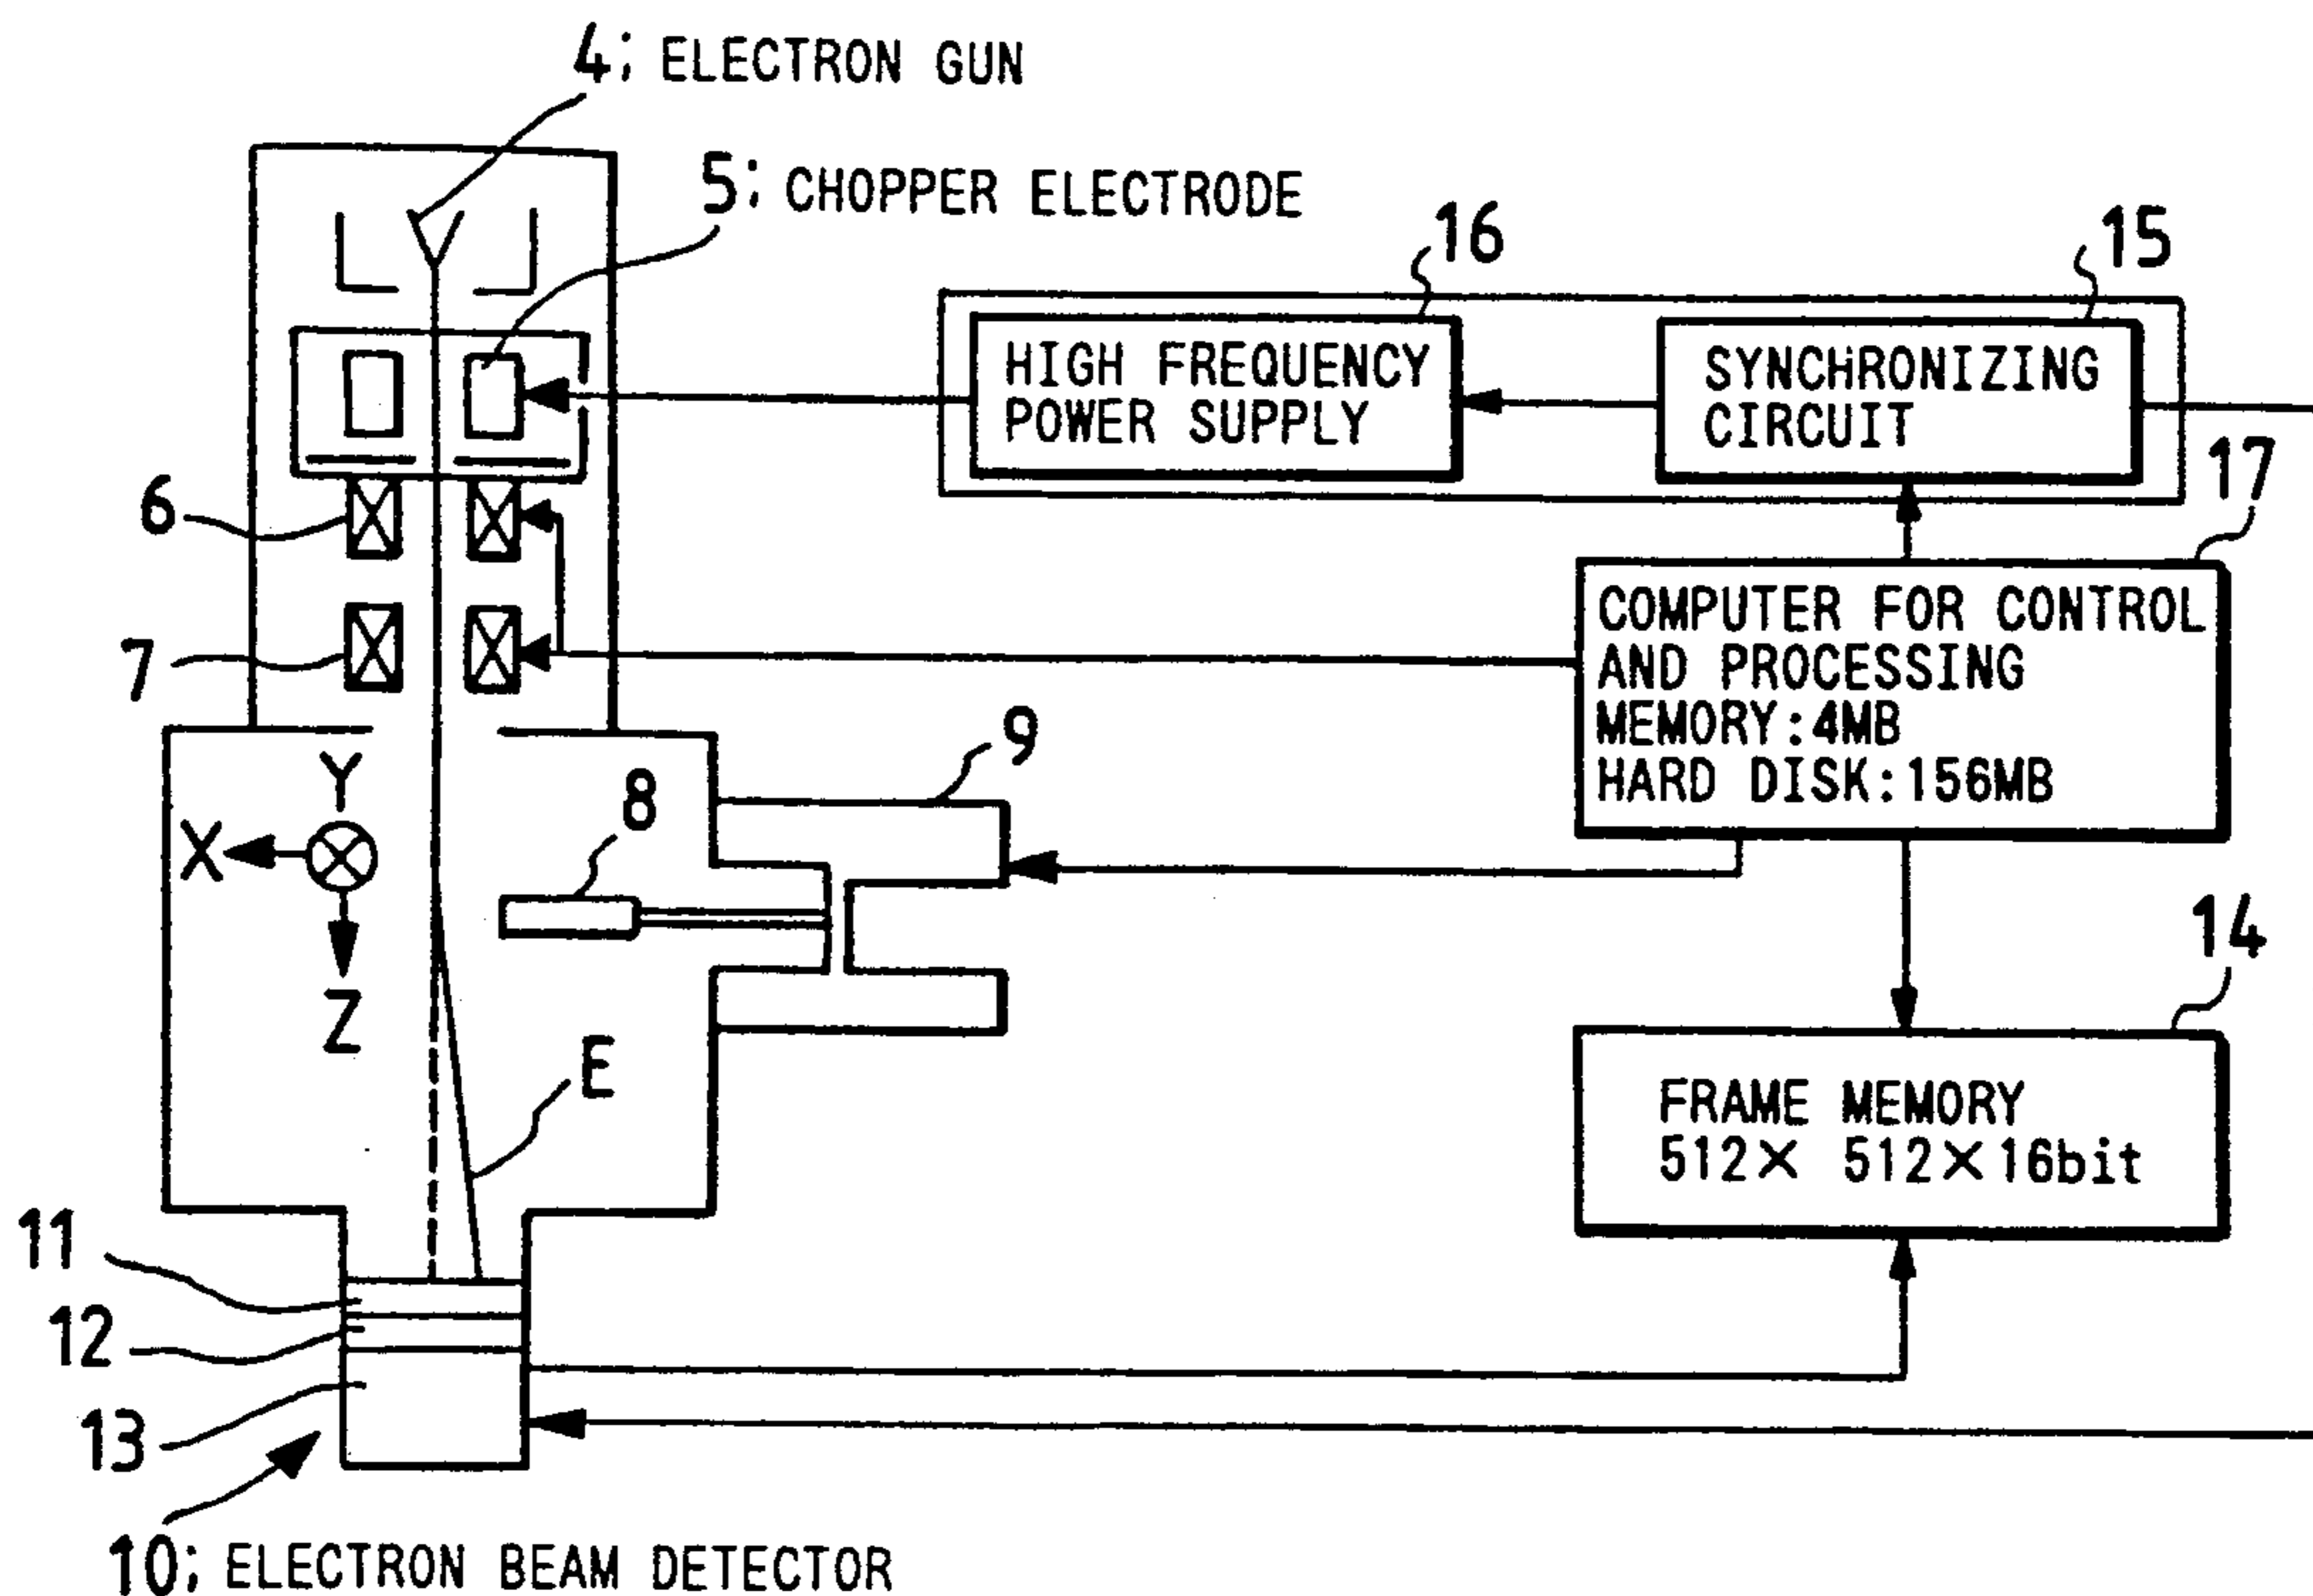 4; ELECTRON GUN
5; CHOPPER ELECTRODE
16
15
HIGH FREQUENCY
POWER SUPPLY
SYNCHRONIZING
CIRCUIT
17
6
COMPUTER FOR CONTROL
AND PROCESSING
MEMORY:4MB
HARD DISK:156MB
7
9
Y
8
X
14
Z
E
FRAME MEMORY
512× 512×16bit
11
12
13
10; ELECTRON BEAM DETECTOR